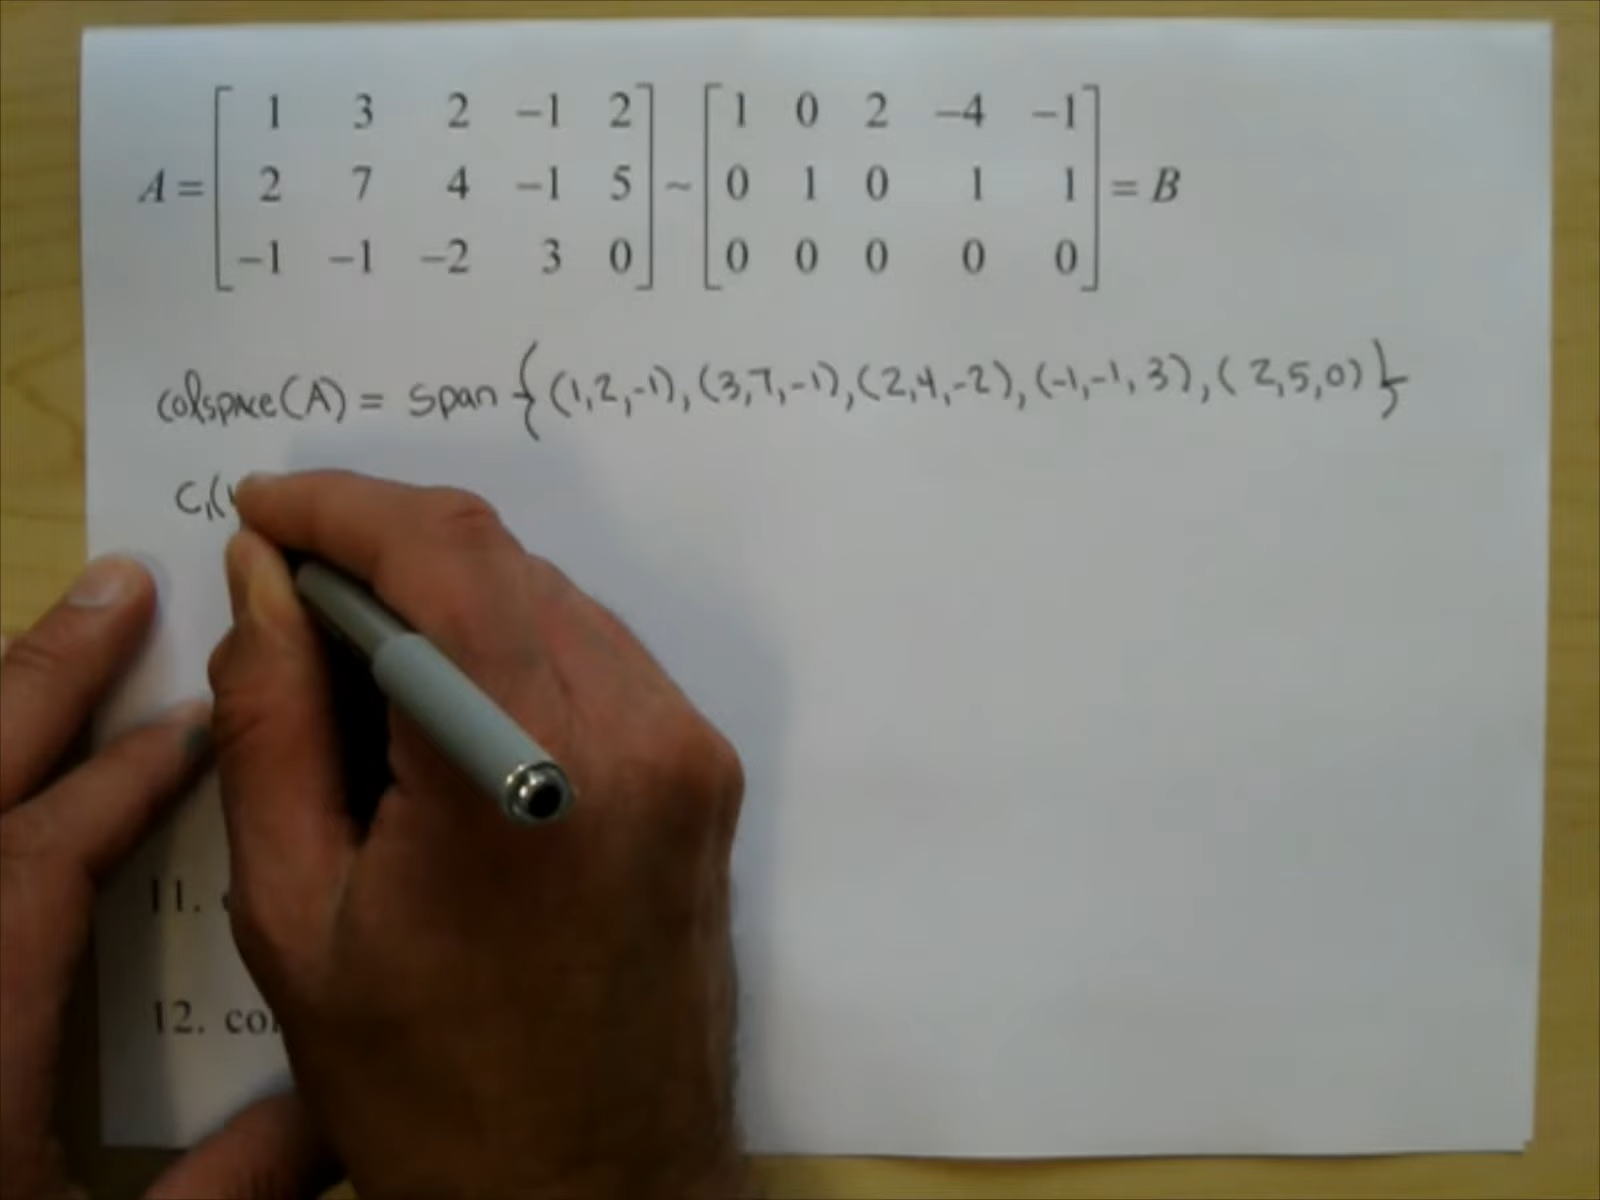 A = [ 1 3 2 −1 2 ] ~ [ 1 0 2 −4 −1 ] = B
[ 2 7 4 −1 5 ] [ 0 1 0 1 1 ]
[ −1 −1 −2 3 0 ] [ 0 0 0 0 0 ]
colspace(A) = span {(1,2,-1),(3,7,-1),(2,4,-2),(-1,-1,3),(2,5,0)}
C₁(
11.
12.